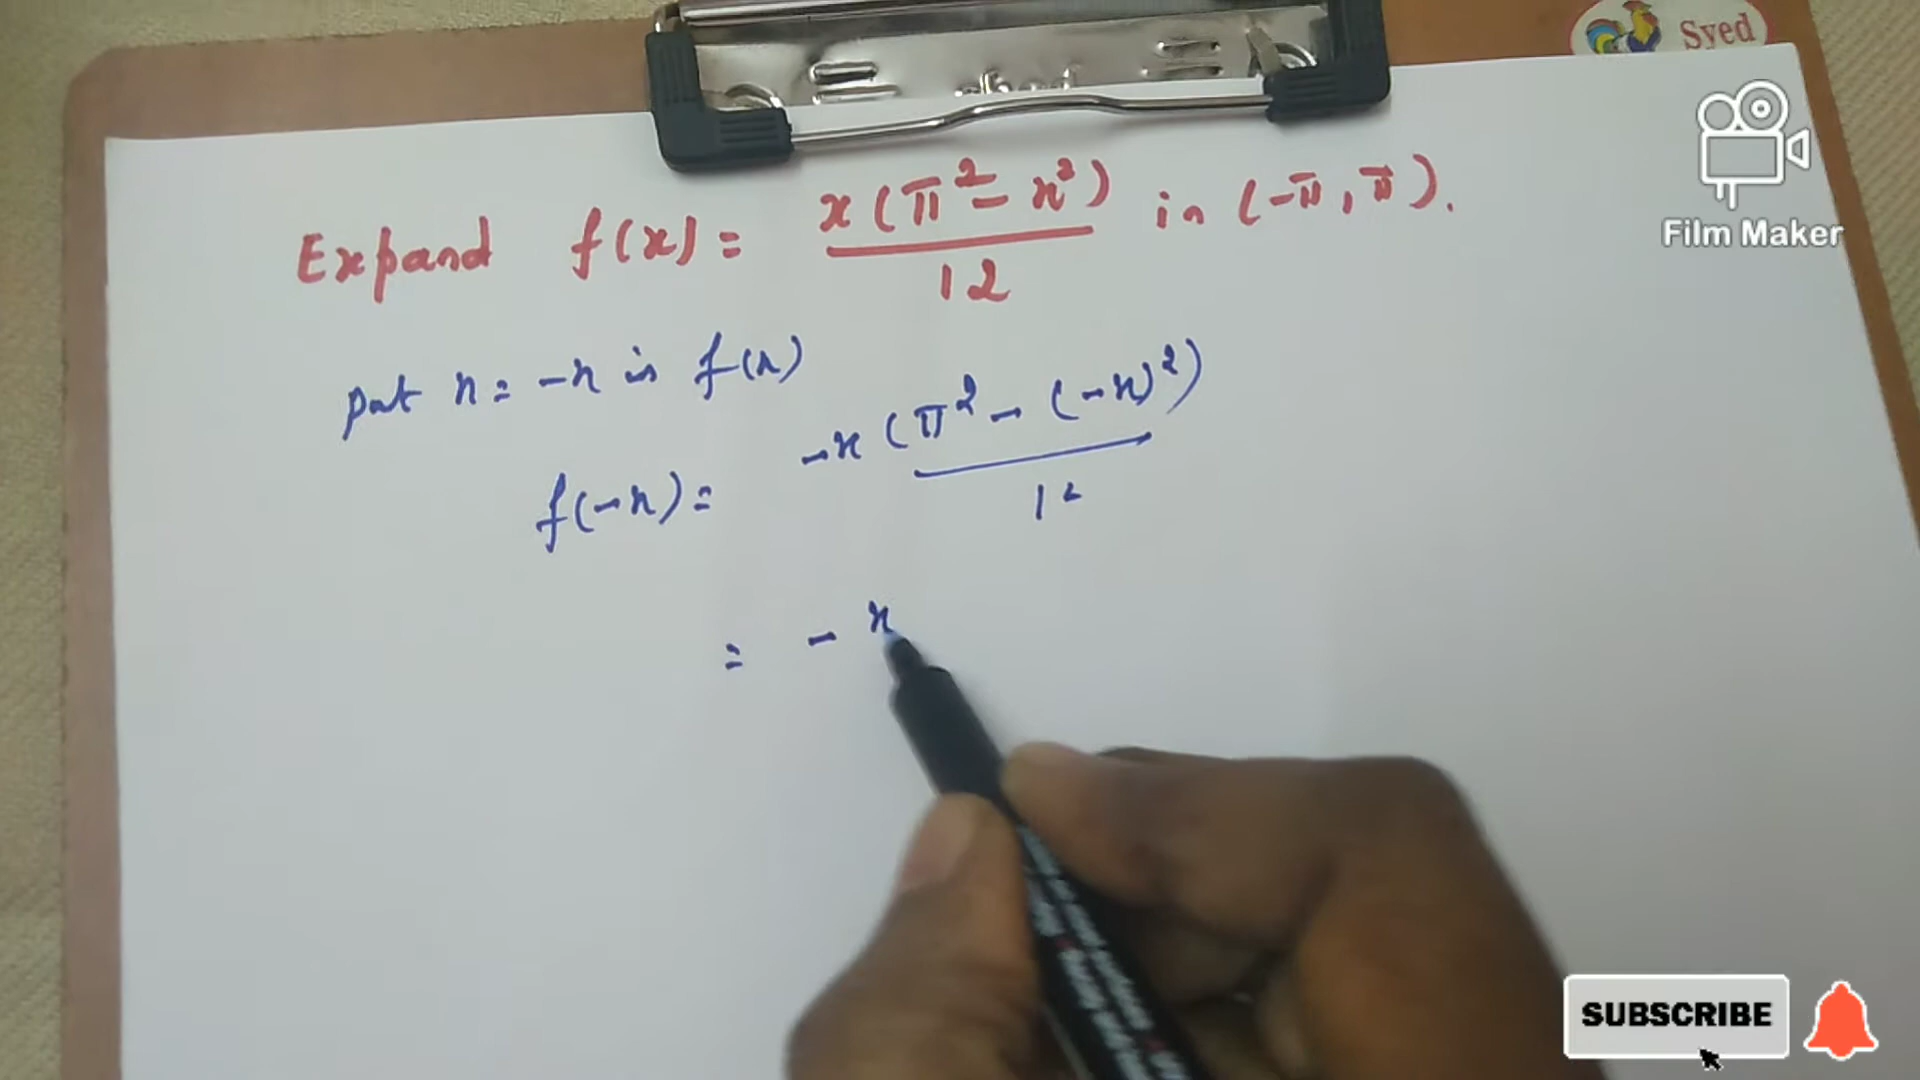 Syed
Expand f(x) = x(π² - x²) / 12 in (-π, π).
Film Maker
put x = -x in f(x)
f(-x) = -x(π² - (-x)²) / 12
= - x
SUBSCRIBE